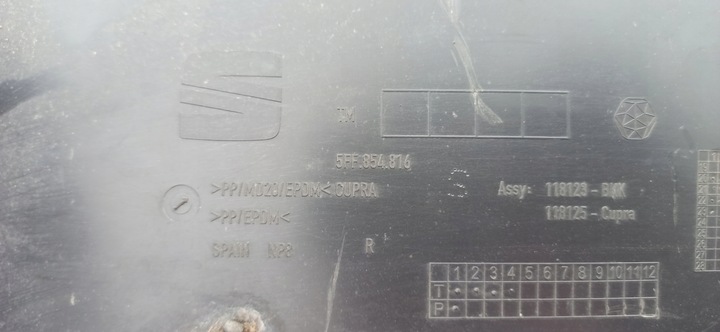 TM
5FF.854.816
>PP/MD20/EPDM< CUPRA
>PP/EPDM<
Assy: 118123 - BKK
118125 - Cupra
SPAIN NPR R
1 2 3 4 5 6 7 8 9 10 11 12
T
P